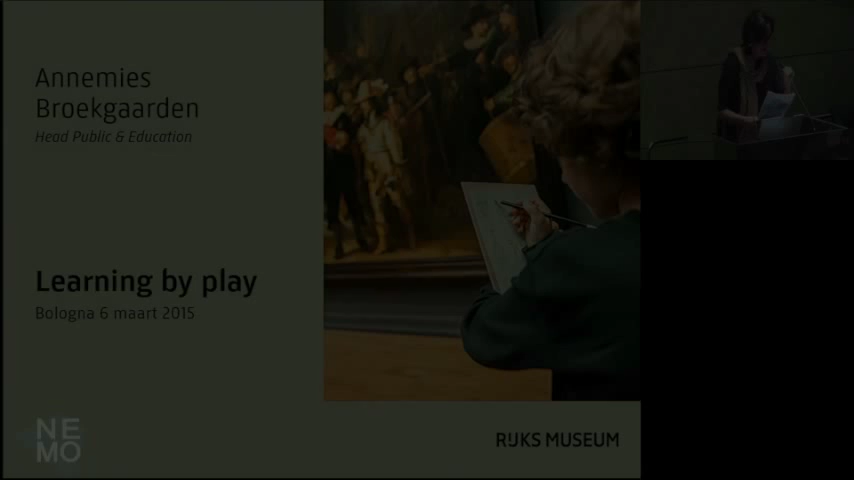 Annemies
Broekgaarden
Head Public & Education
Learning by play
Bologna 6 maart 2015
NE
MO
RIJKS MUSEUM